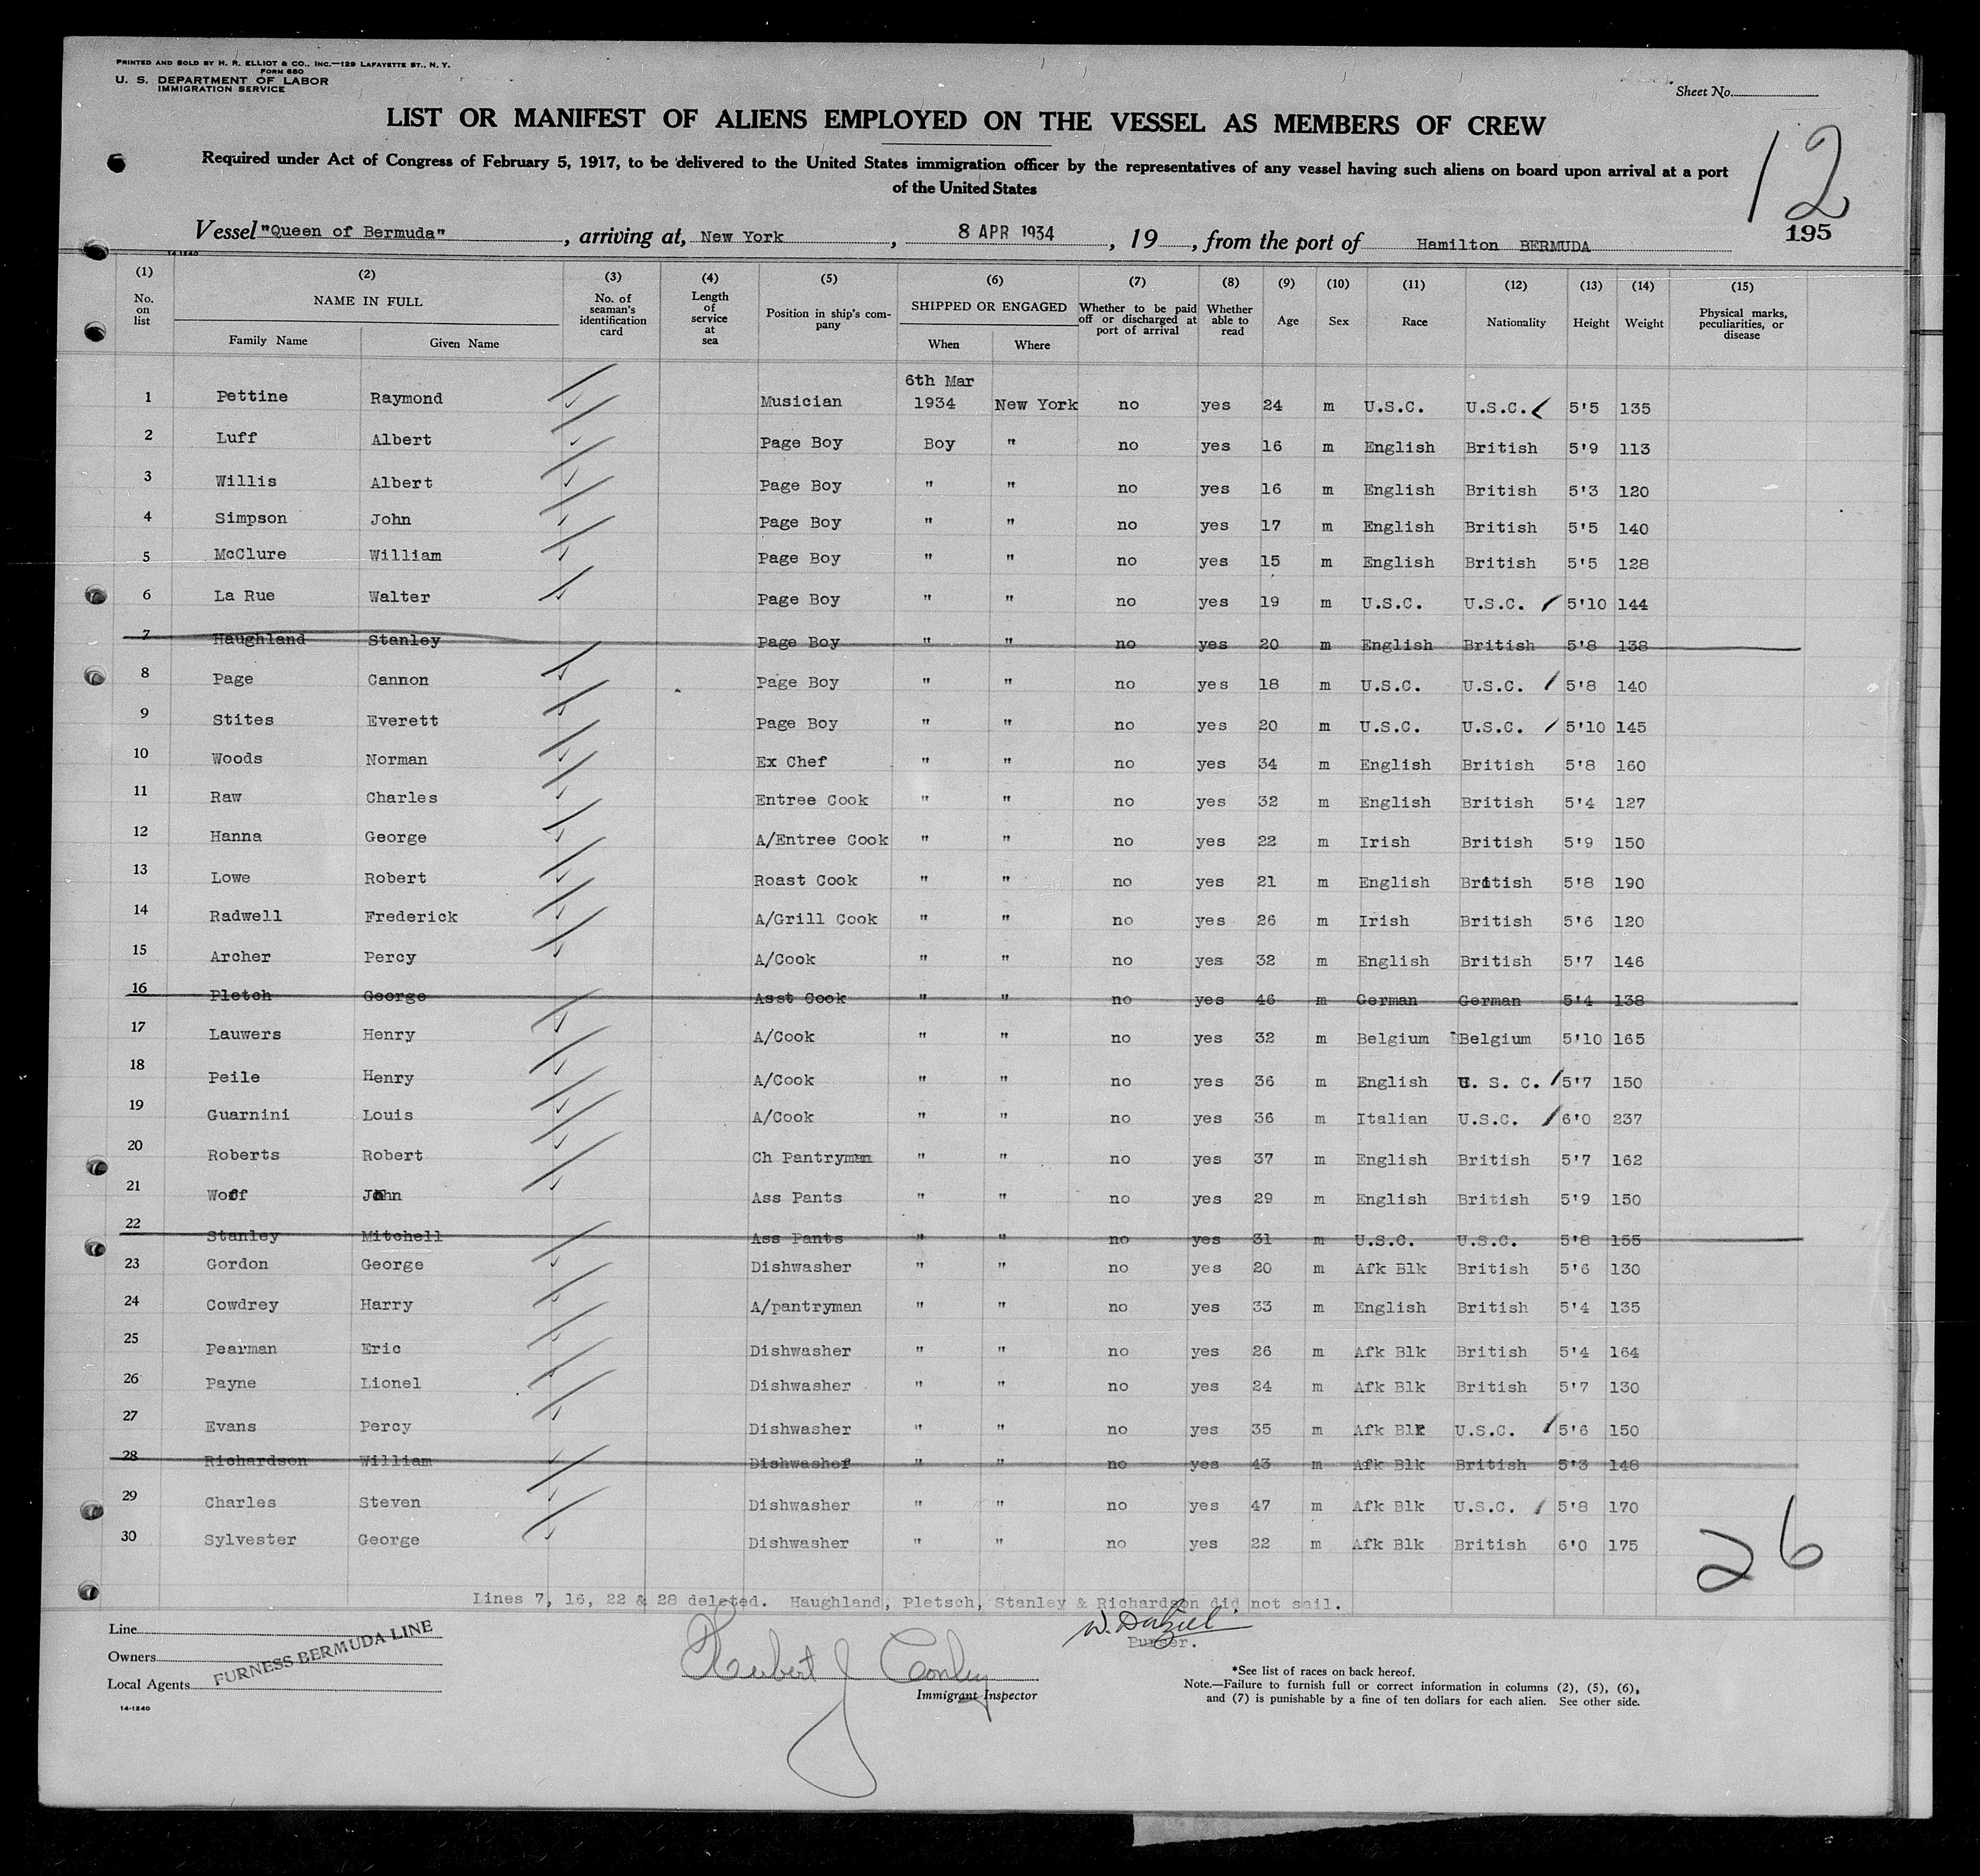 PRINTED AND SOLD BY H. R. ELLIOT & CO., INC.—129 LAFAYETTE ST., N. Y.
FORM 680
U. S. DEPARTMENT OF LABOR
IMMIGRATION SERVICE
Sheet No.
LIST OR MANIFEST OF ALIENS EMPLOYED ON THE VESSEL AS MEMBERS OF CREW
12
Required under Act of Congress of February 5, 1917, to be delivered to the United States immigration officer by the representatives of any vessel having such aliens on board upon arrival at a port
of the United States
195
Vessel "Queen of Bermuda", arriving at, New York, 8 APR 1934, 19, from the port of Hamilton BERMUDA
14-1240
(1) (2) (3) (4) (5) (6) (7) (8) (9) (10) (11) (12) (13) (14) (15)
No. on list NAME IN FULL Family Name Given Name No. of seaman's identification card Length of service at sea Position in ship's company SHIPPED OR ENGAGED When Where Whether to be paid off or discharged at port of arrival Whether able to read Age Sex Race Nationality Height Weight Physical marks, peculiarities, or disease
6th Mar
1 Pettine Raymond Musician 1934 New York no yes 24 m U.S.C. U.S.C. 5'5 135
2 Luff Albert Page Boy Boy " no yes 16 m English British 5'9 113
3 Willis Albert Page Boy " " no yes 16 m English British 5'3 120
4 Simpson John Page Boy " " no yes 17 m English British 5'5 140
5 McClure William Page Boy " " no yes 15 m English British 5'5 128
6 La Rue Walter Page Boy " " no yes 19 m U.S.C. U.S.C. 5'10 144
7 Haughland Stanley Page Boy " " no yes 20 m English British 5'8 138
8 Page Cannon Page Boy " " no yes 18 m U.S.C. U.S.C. 5'8 140
9 Stites Everett Page Boy " " no yes 20 m U.S.C. U.S.C. 5'10 145
10 Woods Norman Ex Chef " " no yes 34 m English British 5'8 160
11 Raw Charles Entree Cook " " no yes 32 m English British 5'4 127
12 Hanna George A/Entree Cook " " no yes 22 m Irish British 5'9 150
13 Lowe Robert Roast Cook " " no yes 21 m English British 5'8 190
14 Radwell Frederick A/Grill Cook " " no yes 26 m Irish British 5'6 120
15 Archer Percy A/Cook " " no yes 32 m English British 5'7 146
16 Pletch George Asst Cook " " no yes 46 m German German 5'4 138
17 Lauwers Henry A/Cook " " no yes 32 m Belgium Belgium 5'10 165
18 Peile Henry A/Cook " " no yes 36 m English U. S. C. 5'7 150
19 Guarnini Louis A/Cook " " no yes 36 m Italian U.S.C. 6'0 237
20 Roberts Robert Ch Pantryman " " no yes 37 m English British 5'7 162
21 Woff John Ass Pants " " no yes 29 m English British 5'9 150
22 Stanley Mitchell Ass Pants " " no yes 31 m U.S.C. U.S.C. 5'8 155
23 Gordon George Dishwasher " " no yes 20 m Afk Blk British 5'6 130
24 Cowdrey Harry A/pantryman " " no yes 33 m English British 5'4 135
25 Pearman Eric Dishwasher " " no yes 26 m Afk Blk British 5'4 164
26 Payne Lionel Dishwasher " " no yes 24 m Afk Blk British 5'7 130
27 Evans Percy Dishwasher " " no yes 35 m Afk Blk U.S.C. 5'6 150
28 Richardson William Dishwasher " " no yes 43 m Afk Blk British 5'3 148
29 Charles Steven Dishwasher " " no yes 47 m Afk Blk U.S.C. 5'8 170
30 Sylvester George Dishwasher " " no yes 22 m Afk Blk British 6'0 175
26
Lines 7, 16, 22 & 28 deleted. Haughland, Pletsch, Stanley & Richardson did not sail.
Line
Owners
Local Agents
FURNESS BERMUDA LINE
14-1240
Herbert J Conley
Immigrant Inspector
Purser.
*See list of races on back hereof.
Note.—Failure to furnish full or correct information in columns (2), (5), (6),
and (7) is punishable by a fine of ten dollars for each alien. See other side.